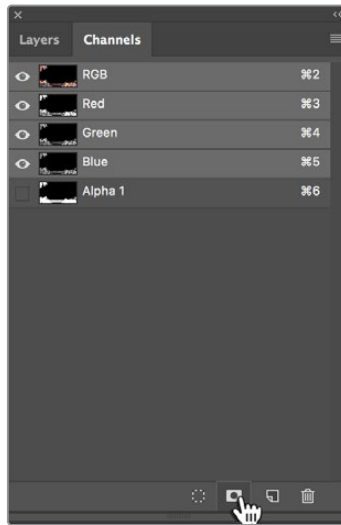 Layers Channels
RGB ⌘2
Red ⌘3
Green ⌘4
Blue ⌘5
Alpha 1 ⌘6